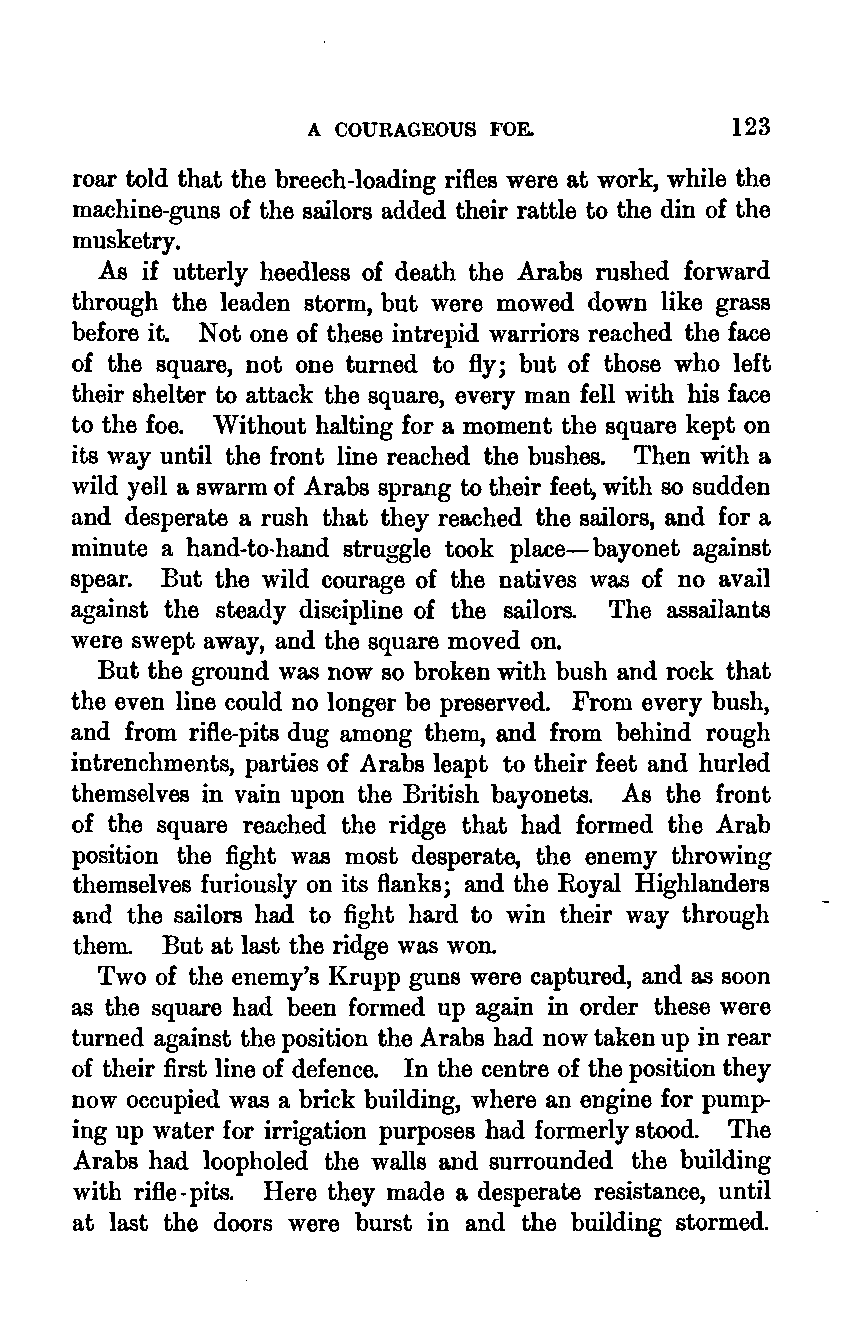 A COURAGEOUS FOE. 123
roar told that the breech-loading rifles were at work, while the
machine-guns of the sailors added their rattle to the din of the
musketry.
As if utterly heedless of death the Arabs rushed forward
through the leaden storm, but were mowed down like grass
before it. Not one of these intrepid warriors reached the face
of the square, not one turned to fly; but of those who left
their shelter to attack the square, every man fell with his face
to the foe. Without halting for a moment the square kept on
its way until the front line reached the bushes. Then with a
wild yell a swarm of Arabs sprang to their feet, with so sudden
and desperate a rush that they reached the sailors, and for a
minute a hand-to-hand struggle took place—bayonet against
spear. But the wild courage of the natives was of no avail
against the steady discipline of the sailors. The assailants
were swept away, and the square moved on.
But the ground was now so broken with bush and rock that
the even line could no longer be preserved. From every bush,
and from rifle-pits dug among them, and from behind rough
intrenchments, parties of Arabs leapt to their feet and hurled
themselves in vain upon the British bayonets. As the front
of the square reached the ridge that had formed the Arab
position the fight was most desperate, the enemy throwing
themselves furiously on its flanks; and the Royal Highlanders
and the sailors had to fight hard to win their way through
them. But at last the ridge was won.
Two of the enemy's Krupp guns were captured, and as soon
as the square had been formed up again in order these were
turned against the position the Arabs had now taken up in rear
of their first line of defence. In the centre of the position they
now occupied was a brick building, where an engine for pump-
ing up water for irrigation purposes had formerly stood. The
Arabs had loopholed the walls and surrounded the building
with rifle-pits. Here they made a desperate resistance, until
at last the doors were burst in and the building stormed.